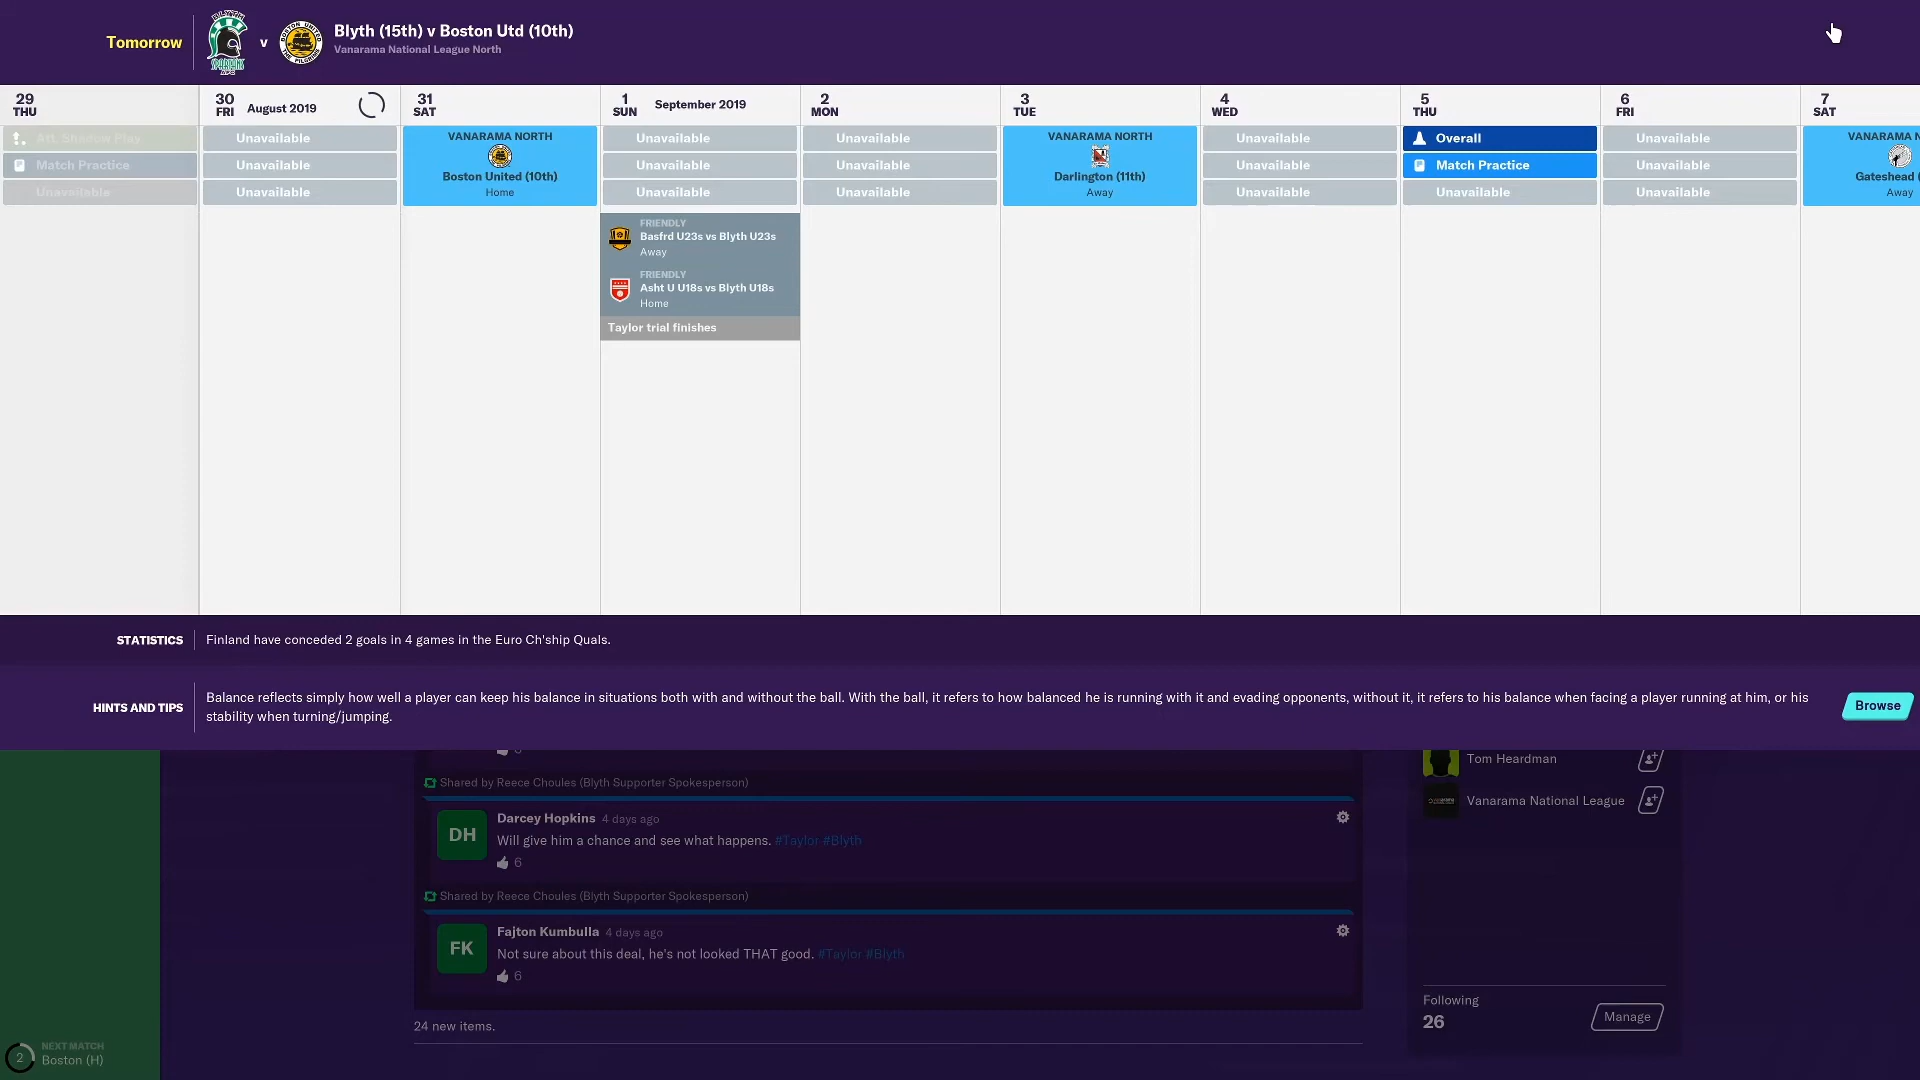 Tomorrow
v
Blyth (15th) v Boston Utd (10th)
Vanarama National League North
29 THU
30 FRI August 2019
31 SAT
1 SUN September 2019
2 MON
3 TUE
4 WED
5 THU
6 FRI
7 SAT
Att. Shadow Play
Match Practice
Unavailable
Unavailable
Unavailable
Unavailable
VANARAMA NORTH
Boston United (10th)
Home
Unavailable
Unavailable
Unavailable
FRIENDLY
Basfrd U23s vs Blyth U23s
Away
FRIENDLY
Asht U U18s vs Blyth U18s
Home
Taylor trial finishes
Unavailable
Unavailable
Unavailable
VANARAMA NORTH
Darlington (11th)
Away
Unavailable
Unavailable
Unavailable
Overall
Match Practice
Unavailable
Unavailable
Unavailable
Unavailable
VANARAMA N
Gateshead (
Away
STATISTICS
Finland have conceded 2 goals in 4 games in the Euro Ch'ship Quals.
HINTS AND TIPS
Balance reflects simply how well a player can keep his balance in situations both with and without the ball. With the ball, it refers to how balanced he is running with it and evading opponents, without it, it refers to his balance when facing a player running at him, or his
stability when turning/jumping.
Browse
Shared by Reece Choules (Blyth Supporter Spokesperson)
DH
Darcey Hopkins 4 days ago
Will give him a chance and see what happens. #Taylor #Blyth
6
Shared by Reece Choules (Blyth Supporter Spokesperson)
FK
Fajton Kumbulla 4 days ago
Not sure about this deal, he's not looked THAT good. #Taylor #Blyth
6
24 new items.
Tom Heardman
Vanarama National League
Following
26
Manage
2
NEXT MATCH
Boston (H)